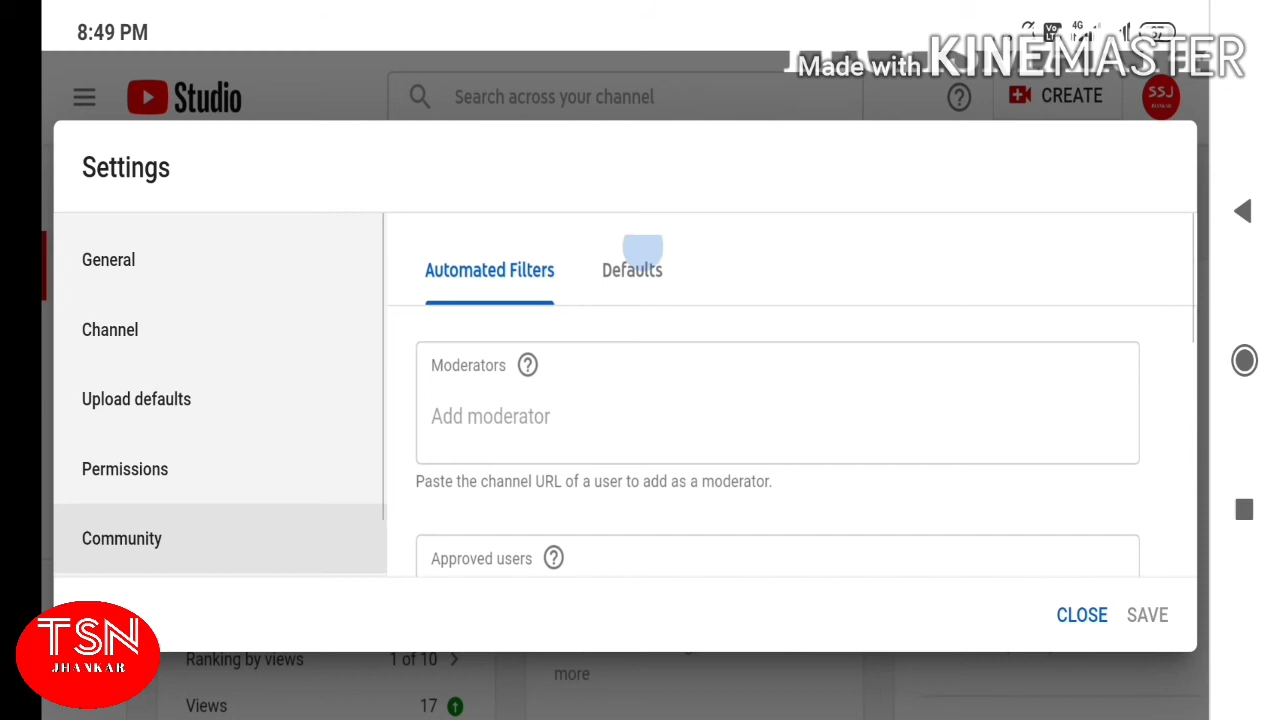 8:49 PM
4G
Made with KINEMASTER
Studio
Search across your channel
CREATE
SSJ
JHANKAR
Settings
General
Channel
Upload defaults
Permissions
Community
Automated Filters
Defaults
Moderators
Add moderator
Paste the channel URL of a user to add as a moderator.
Approved users
CLOSE
SAVE
TSN
JHANKAR
Ranking by views
1 of 10
more
Views
17